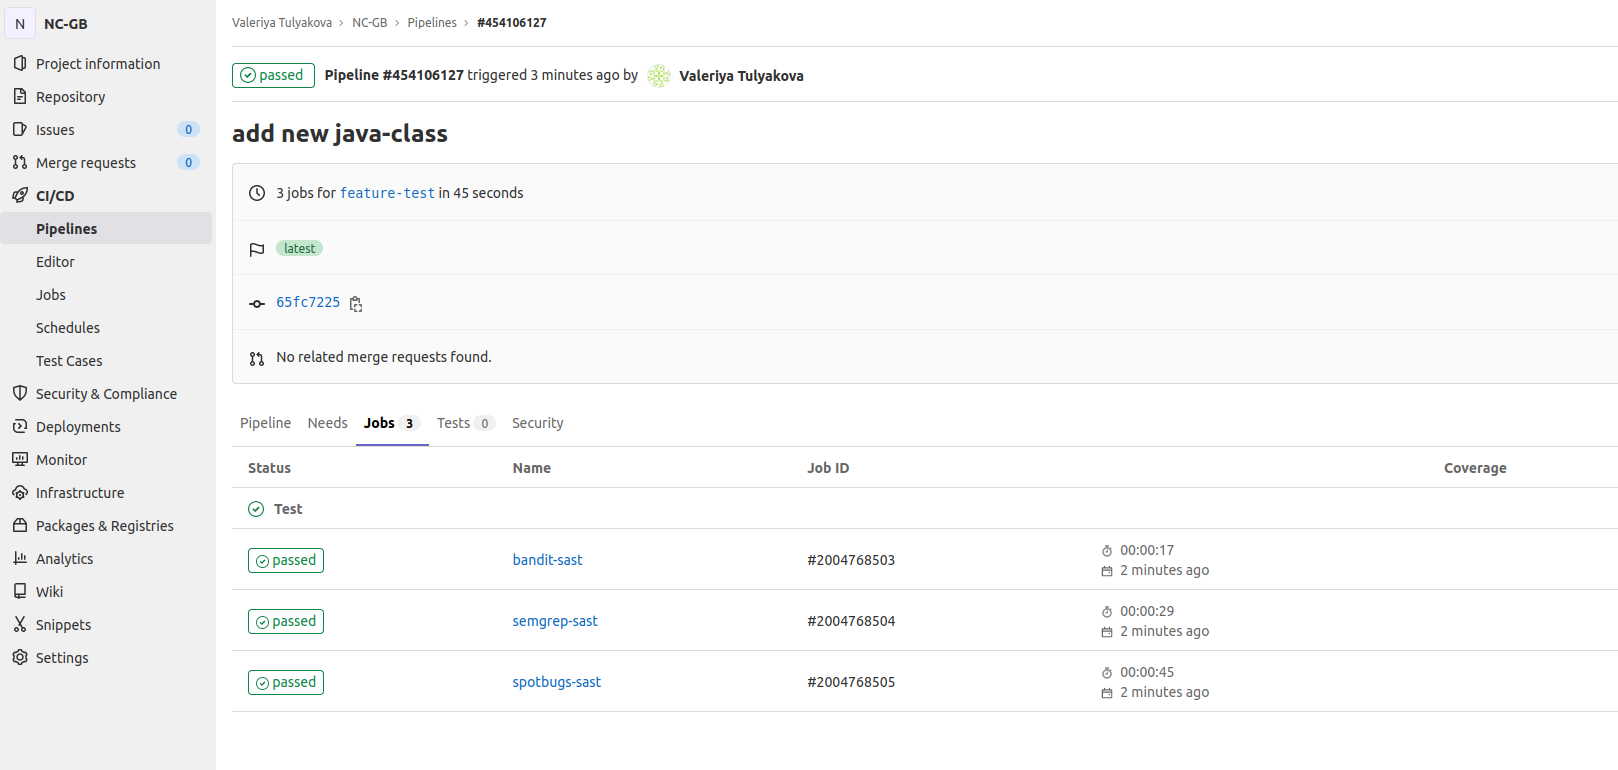 N NC-GB
Project information
Repository
Issues 0
Merge requests 0
CI/CD
Pipelines
Editor
Jobs
Schedules
Test Cases
Security & Compliance
Deployments
Monitor
Infrastructure
Packages & Registries
Analytics
Wiki
Snippets
Settings
Valeriya Tulyakova › NC-GB › Pipelines › #454106127
passed Pipeline #454106127 triggered 3 minutes ago by Valeriya Tulyakova
add new java-class
3 jobs for feature-test in 45 seconds
latest
65fc7225
No related merge requests found.
Pipeline Needs Jobs 3 Tests 0 Security
Status Name Job ID Coverage
Test
passed bandit-sast #2004768503 00:00:17
2 minutes ago
passed semgrep-sast #2004768504 00:00:29
2 minutes ago
passed spotbugs-sast #2004768505 00:00:45
2 minutes ago